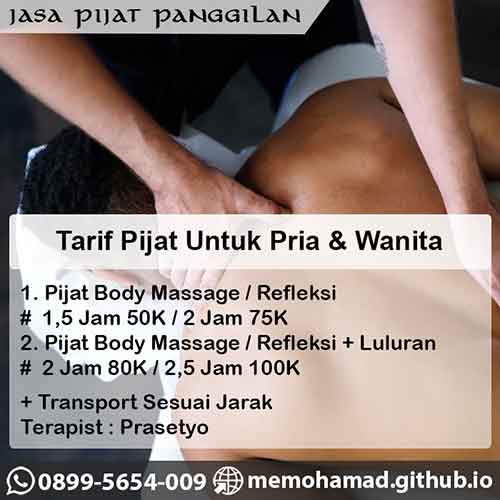 JASA PIJAT PANGGILAN
Tarif Pijat Untuk Pria & Wanita
1. Pijat Body Massage / Refleksi
# 1,5 Jam 50K / 2 Jam 75K
2. Pijat Body Massage / Refleksi + Luluran
# 2 Jam 80K / 2,5 Jam 100K
+ Transport Sesuai Jarak
Terapist : Prasetyo
0899-5654-009 memohamad.github.io